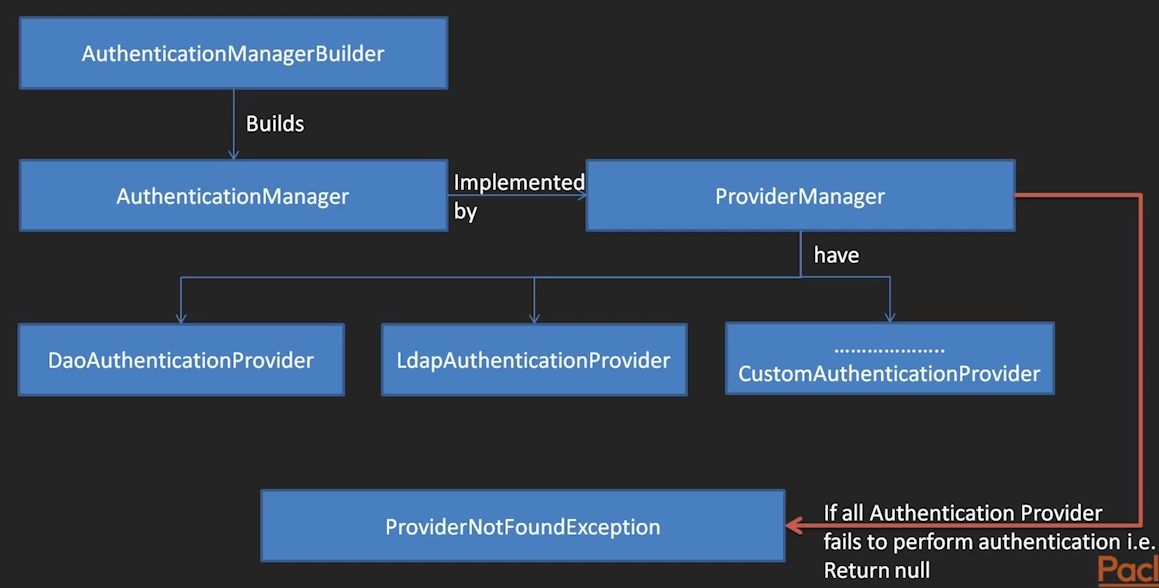 AuthenticationManagerBuilder
Builds
AuthenticationManager
Implemented
by
ProviderManager
have
DaoAuthenticationProvider
LdapAuthenticationProvider
………………..
CustomAuthenticationProvider
ProviderNotFoundException
If all Authentication Provider
fails to perform authentication i.e.
Return null
Pac